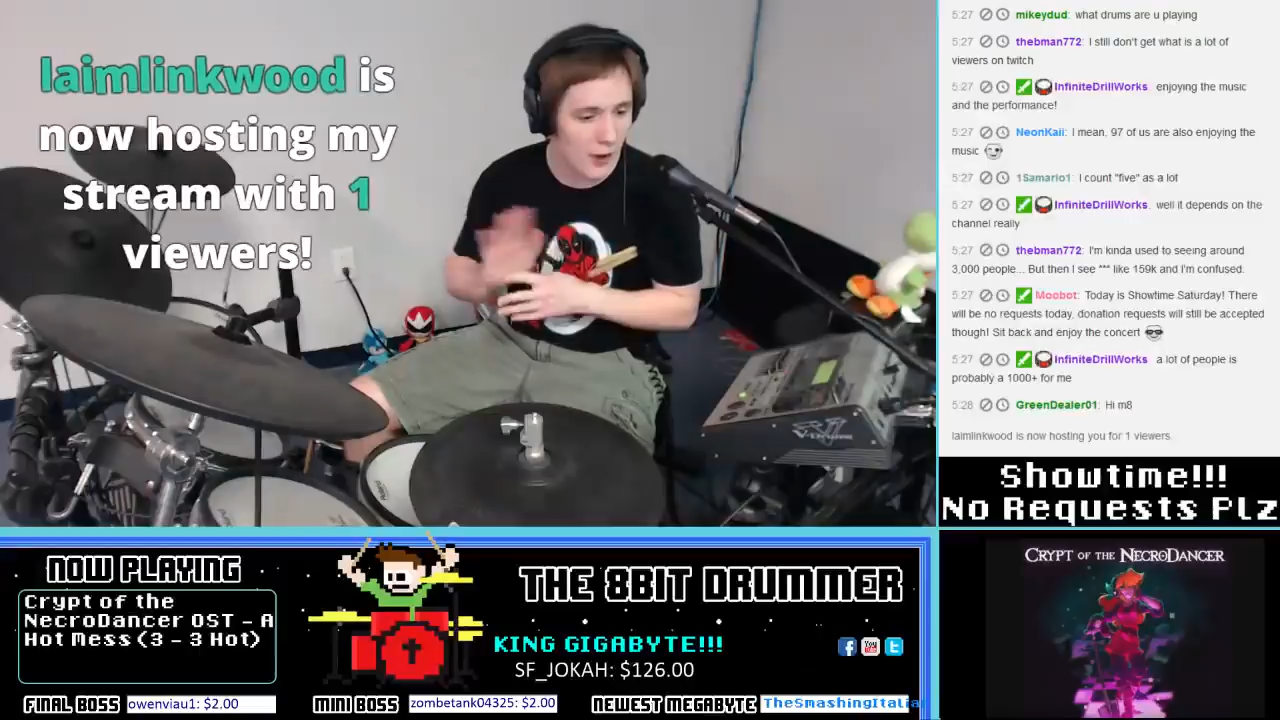 laimlinkwood is
now hosting my
stream with 1
viewers!
5:27 mikeydud: what drums are u playing
5:27 thebman772: I still don't get what is a lot of
viewers on twitch
5:27 InfiniteDrillWorks: enjoying the music
and the performance!
5:27 NeonKaii: I mean, 97 of us are also enjoying the
music
5:27 1Samario1: I count "five" as a lot
5:27 InfiniteDrillWorks: well it depends on the
channel really
5:27 thebman772: I'm kinda used to seeing around
3,000 people... But then I see *** like 159k and I'm confused.
5:27 Moobot: Today is Showtime Saturday! There
will be no requests today, donation requests will still be accepted
though! Sit back and enjoy the concert
5:27 InfiniteDrillWorks: a lot of people is
probably a 1000+ for me
5:28 GreenDealer01: Hi m8
laimlinkwood is now hosting you for 1 viewers.
Showtime!!!
No Requests Plz
V-Drums
NOW PLAYING
Crypt of the
NecroDancer OST - A
Hot Mess (3 - 3 Hot)
THE 8BIT DRUMMER
KING GIGABYTE!!!
SF_JOKAH: $126.00
You
FINAL BOSS owenviau1: $2.00
MINI BOSS zombetank04325: $2.00
NEWEST MEGABYTE TheSmashingItalia
CRYPT OF THE NECRODANCER